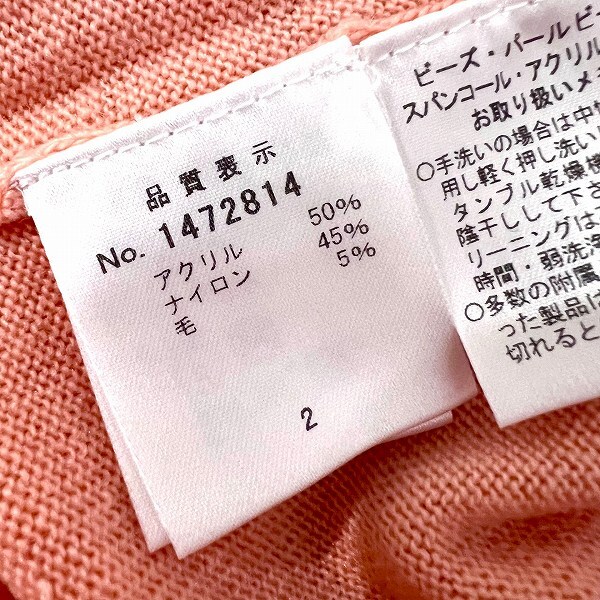 品質表示
No. 1472814
アクリル 50%
ナイロン 45%
毛 5%
2
ビーズ・パールビー
スパンコール・アクリル
お取り扱いメモ
○手洗いの場合は中
用し軽く押し洗い
タンブル乾燥機
陰干しして下さ
リーニングは
時間・弱洗浄
○多数の附属
った製品は
切れると